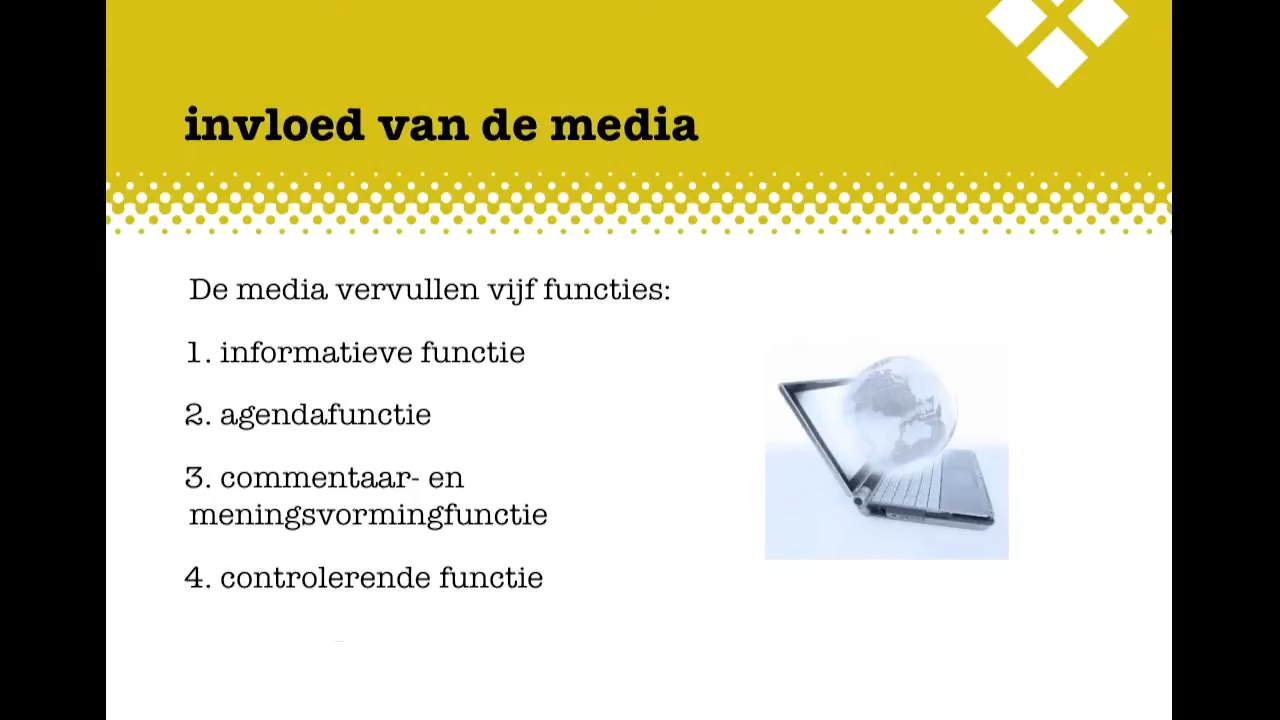 invloed van de media
De media vervullen vijf functies:
1. informatieve functie
2. agendafunctie
3. commentaar- en
meningsvormingfunctie
4. controlerende functie